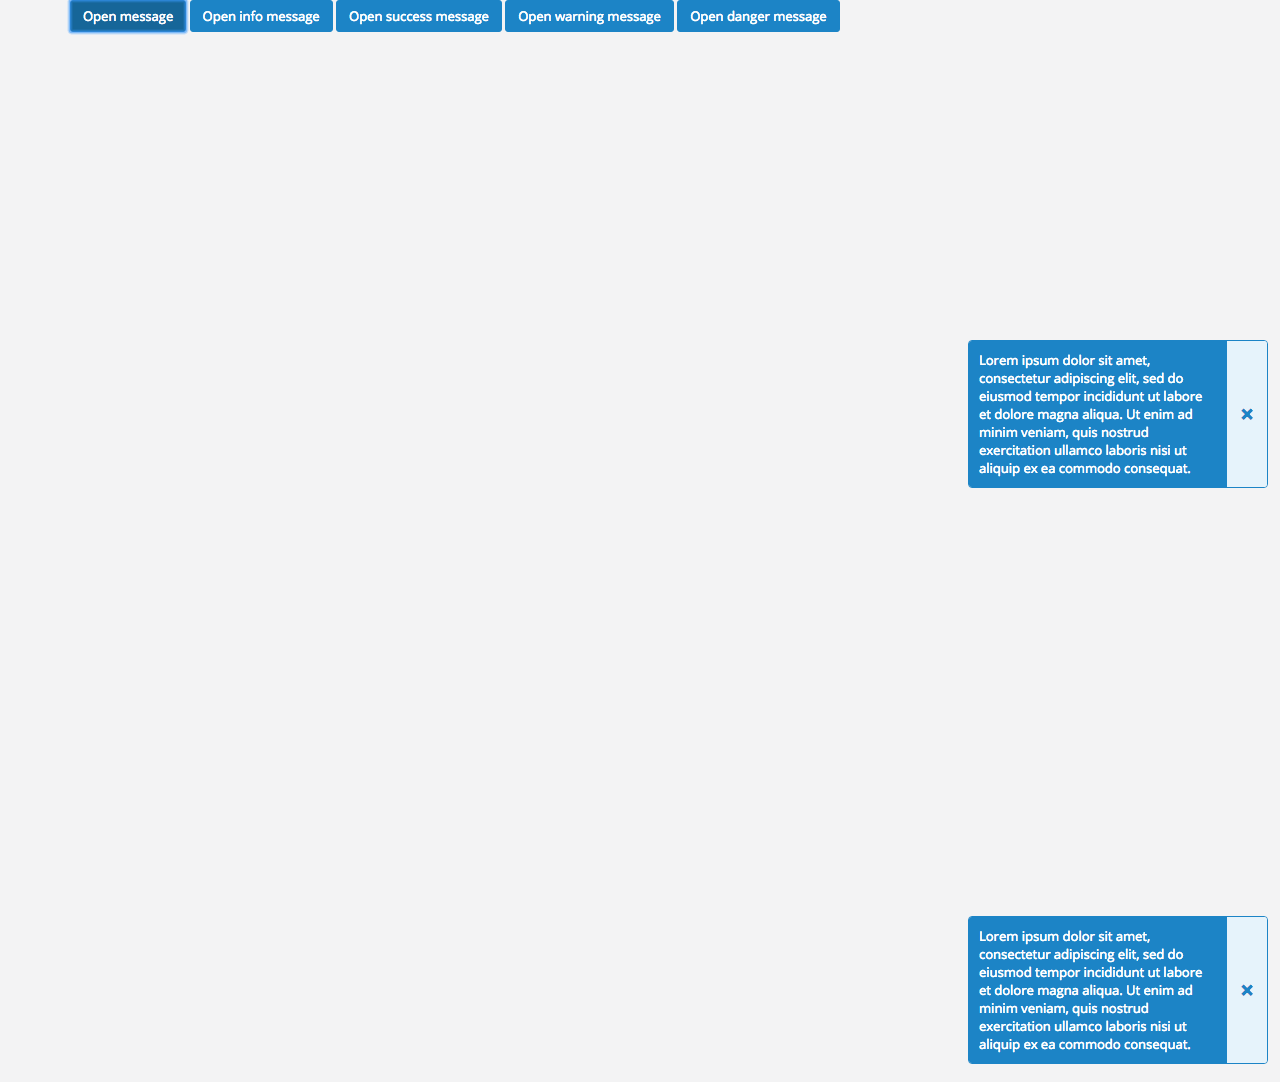 Open message
Open info message
Open success message
Open warning message
Open danger message
Lorem ipsum dolor sit amet,
consectetur adipiscing elit, sed do
eiusmod tempor incididunt ut labore
et dolore magna aliqua. Ut enim ad
minim veniam, quis nostrud
exercitation ullamco laboris nisi ut
aliquip ex ea commodo consequat.
Lorem ipsum dolor sit amet,
consectetur adipiscing elit, sed do
eiusmod tempor incididunt ut labore
et dolore magna aliqua. Ut enim ad
minim veniam, quis nostrud
exercitation ullamco laboris nisi ut
aliquip ex ea commodo consequat.